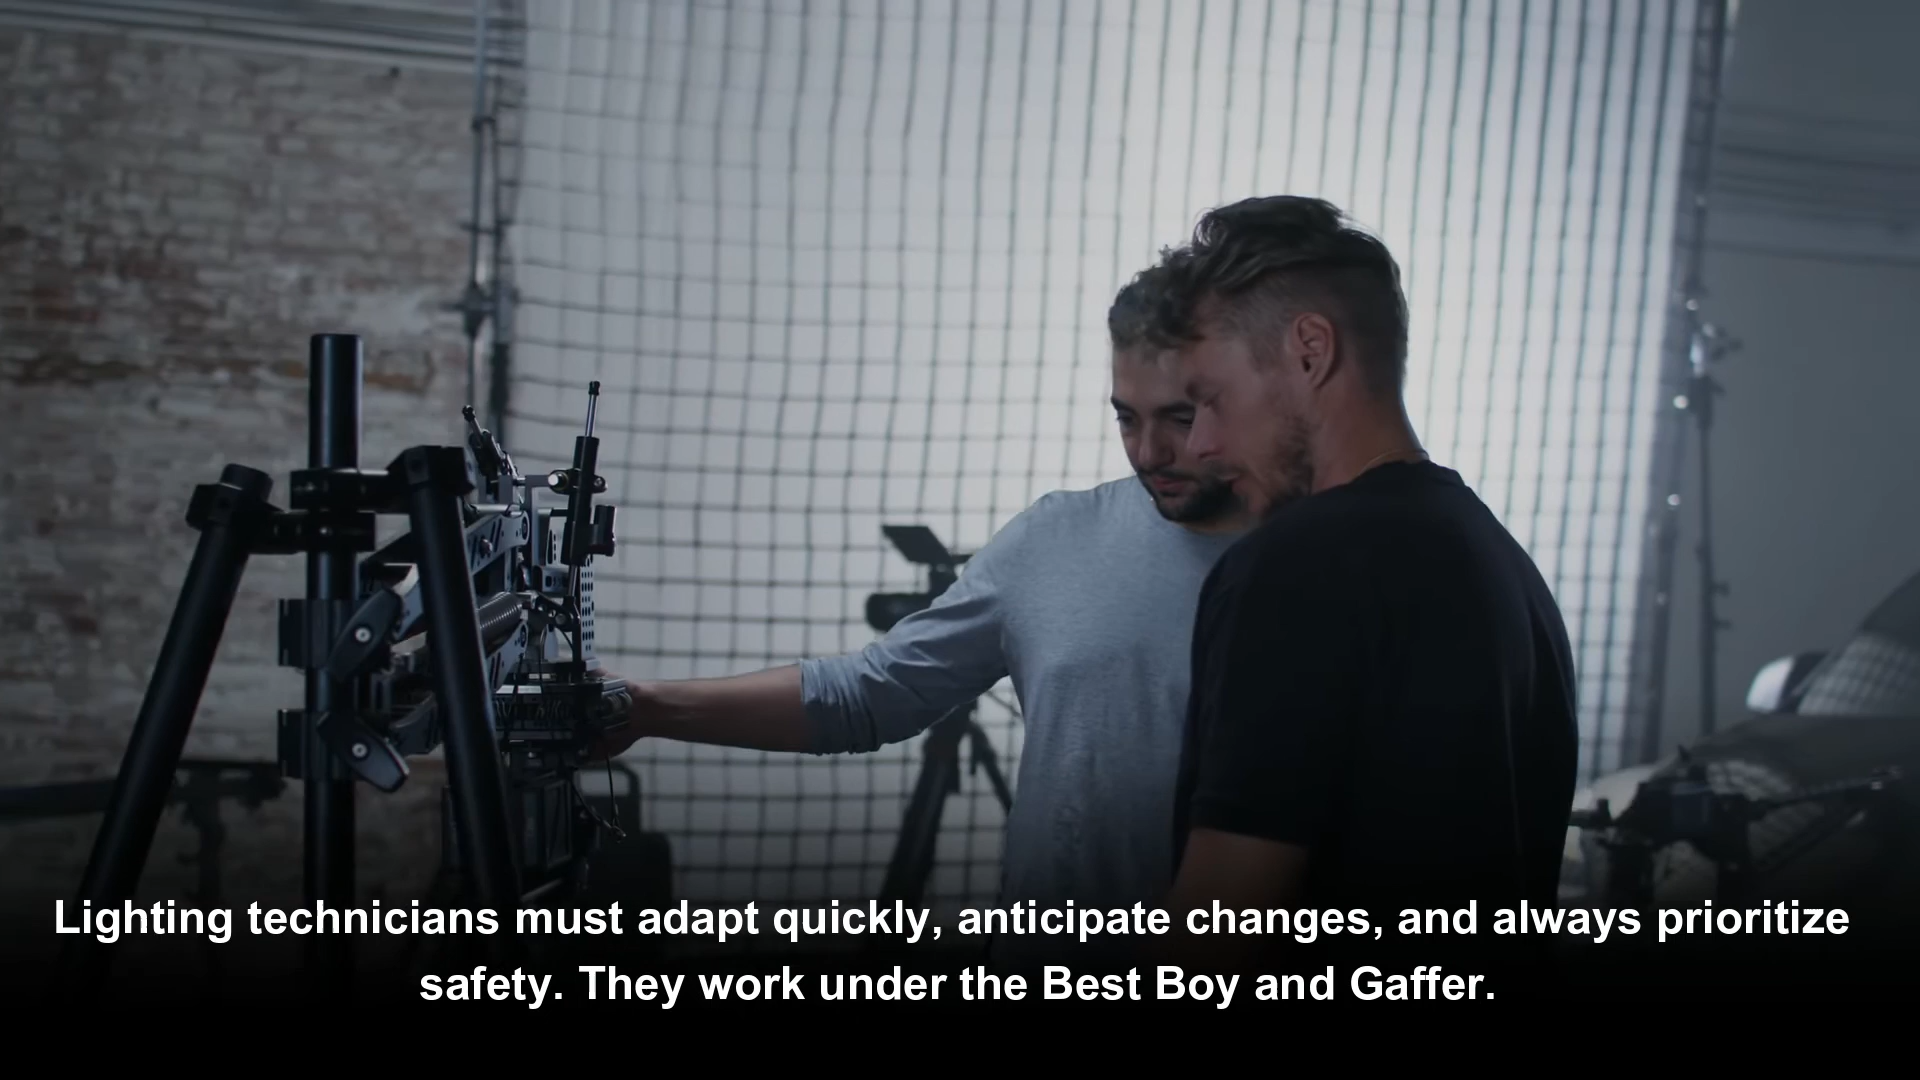 Lighting technicians must adapt quickly, anticipate changes, and always prioritize
safety. They work under the Best Boy and Gaffer.